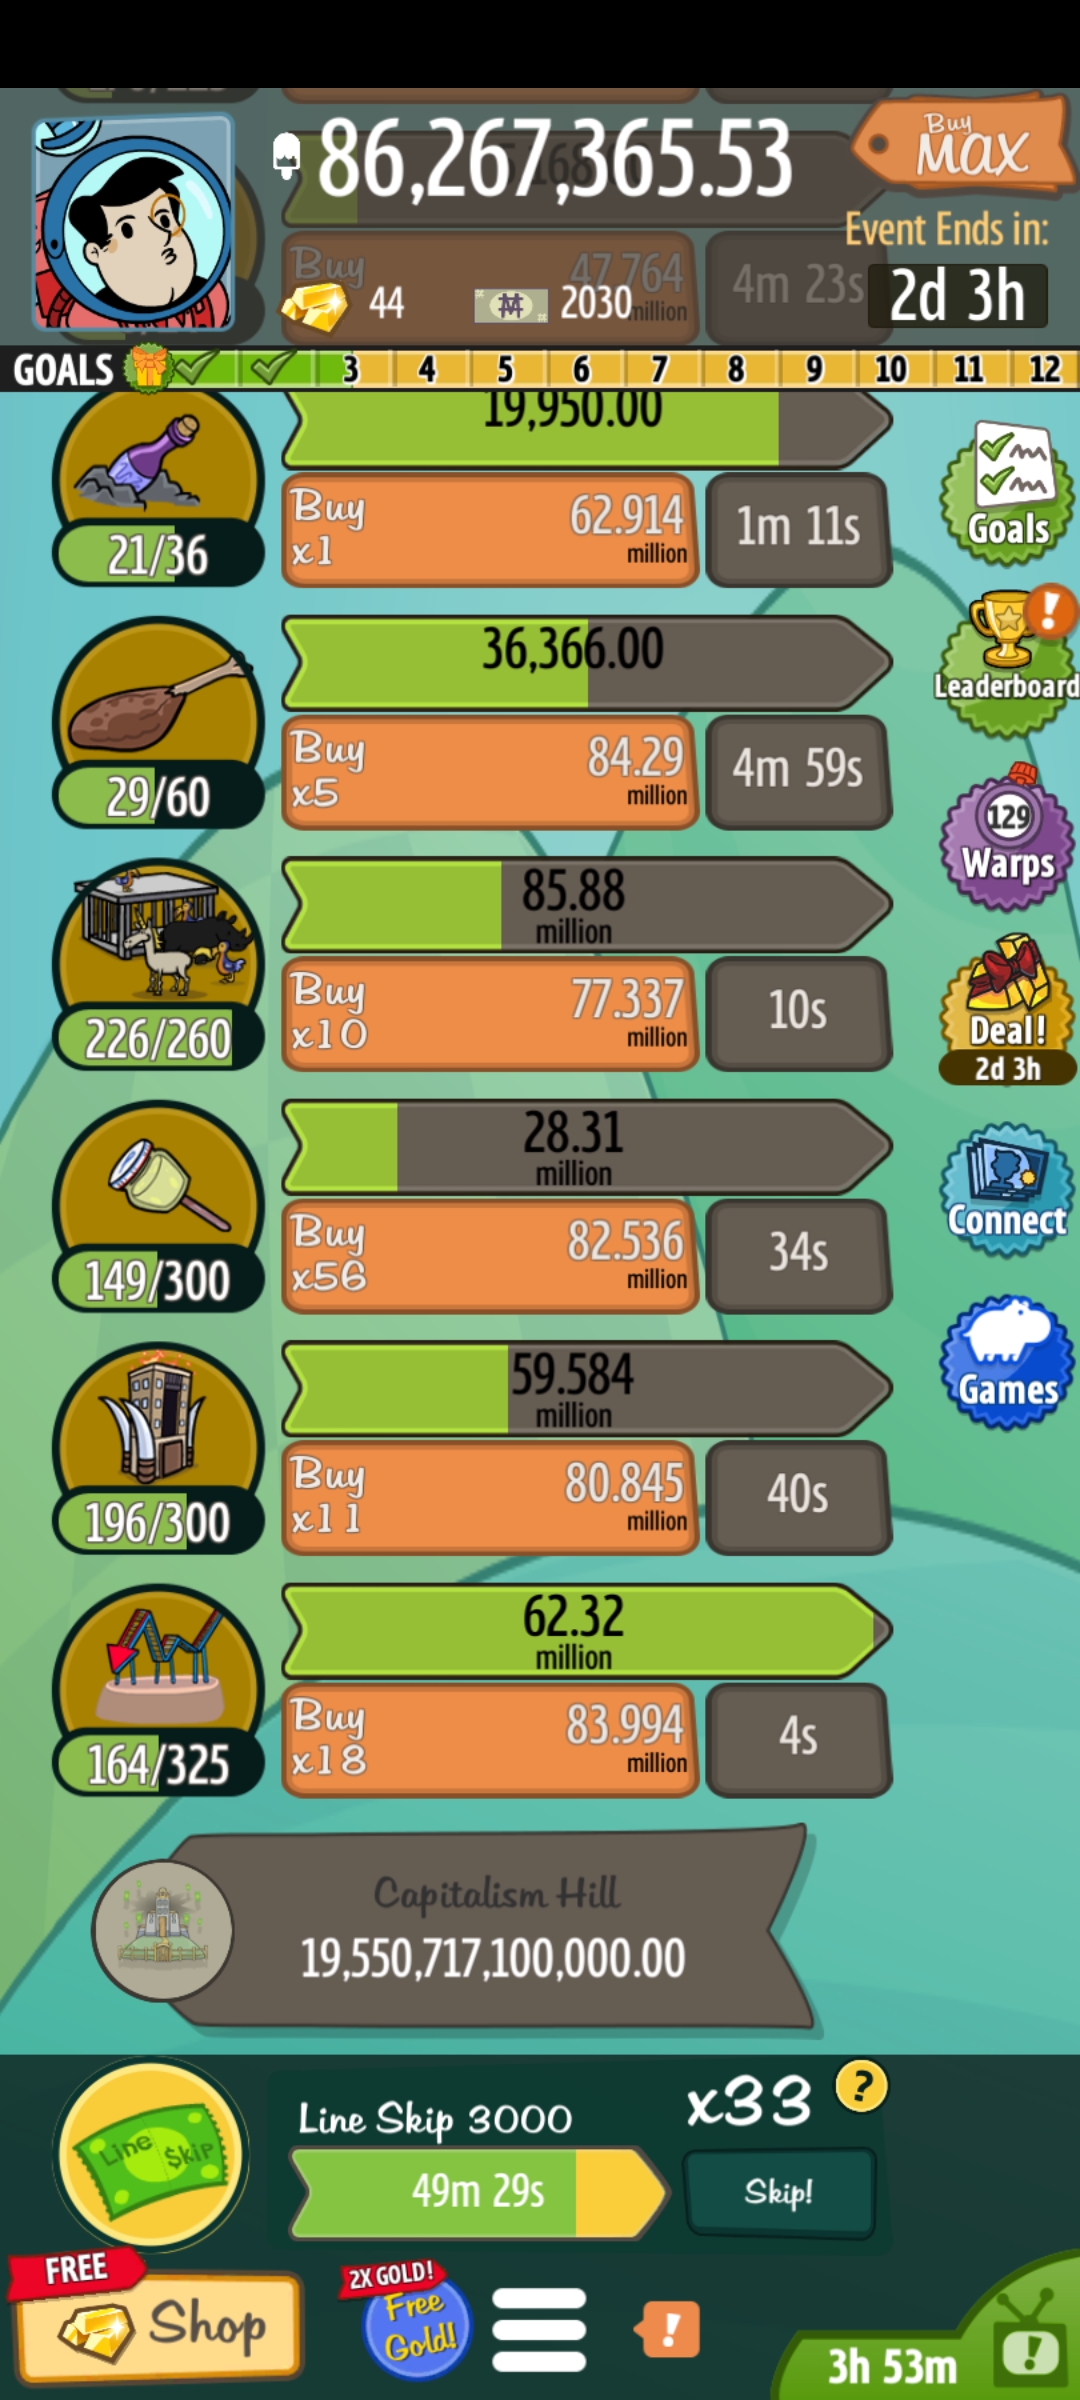 86,267,365.53
Buy
MAX
Event Ends in:
2d 3h
Buy
47.764
million
4m 23s
44
2030
GOALS
3 4 5 6 7 8 9 10 11 12
19,950.00
Buy
x1
62.914
million
1m 11s
21/36
Goals
36,366.00
Buy
x5
84.29
million
4m 59s
29/60
!
Leaderboard
85.88
million
Buy
x10
77.337
million
10s
226/260
129
Warps
Deal!
2d 3h
28.31
million
Buy
x56
82.536
million
34s
149/300
Connect
59.584
million
Buy
x11
80.845
million
40s
196/300
Games
62.32
million
Buy
x18
83.994
million
4s
164/325
Capitalism Hill
19,550,717,100,000.00
Line $kip
Line Skip 3000
49m 29s
x33
?
Skip!
FREE
Shop
2X GOLD!
Free
Gold!
!
3h 53m
!